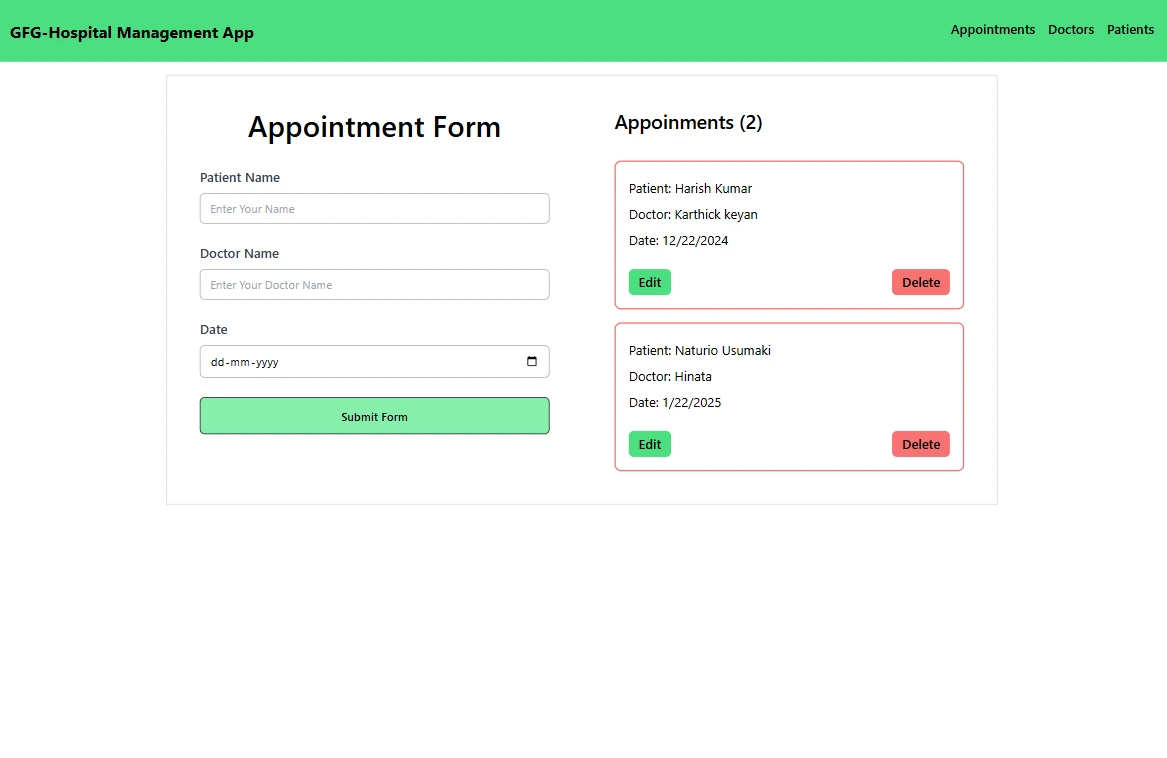 GFG-Hospital Management App
Appointments Doctors Patients
Appointment Form
Patient Name
Enter Your Name
Doctor Name
Enter Your Doctor Name
Date
dd-mm-yyyy
Submit Form
Appoinments (2)
Patient: Harish Kumar
Doctor: Karthick keyan
Date: 12/22/2024
Edit Delete
Patient: Naturio Usumaki
Doctor: Hinata
Date: 1/22/2025
Edit Delete